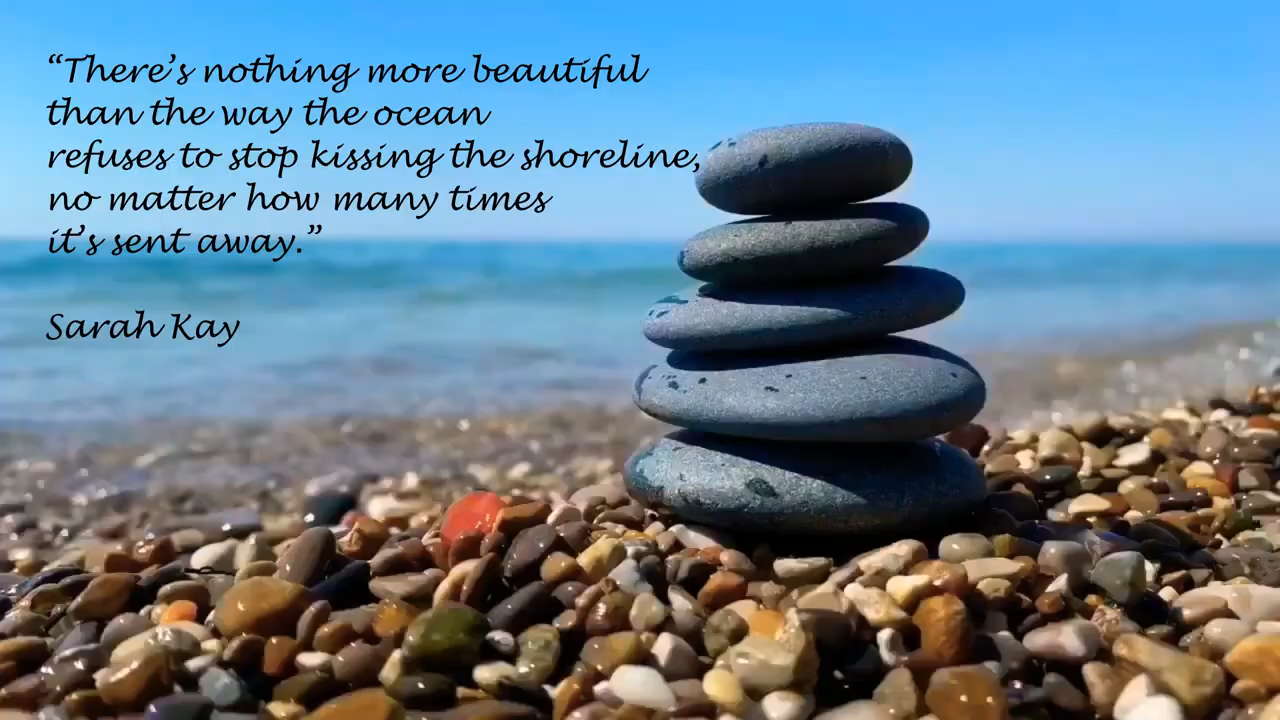 “There’s nothing more beautiful
than the way the ocean
refuses to stop kissing the shoreline,
no matter how many times
it’s sent away.”
Sarah Kay